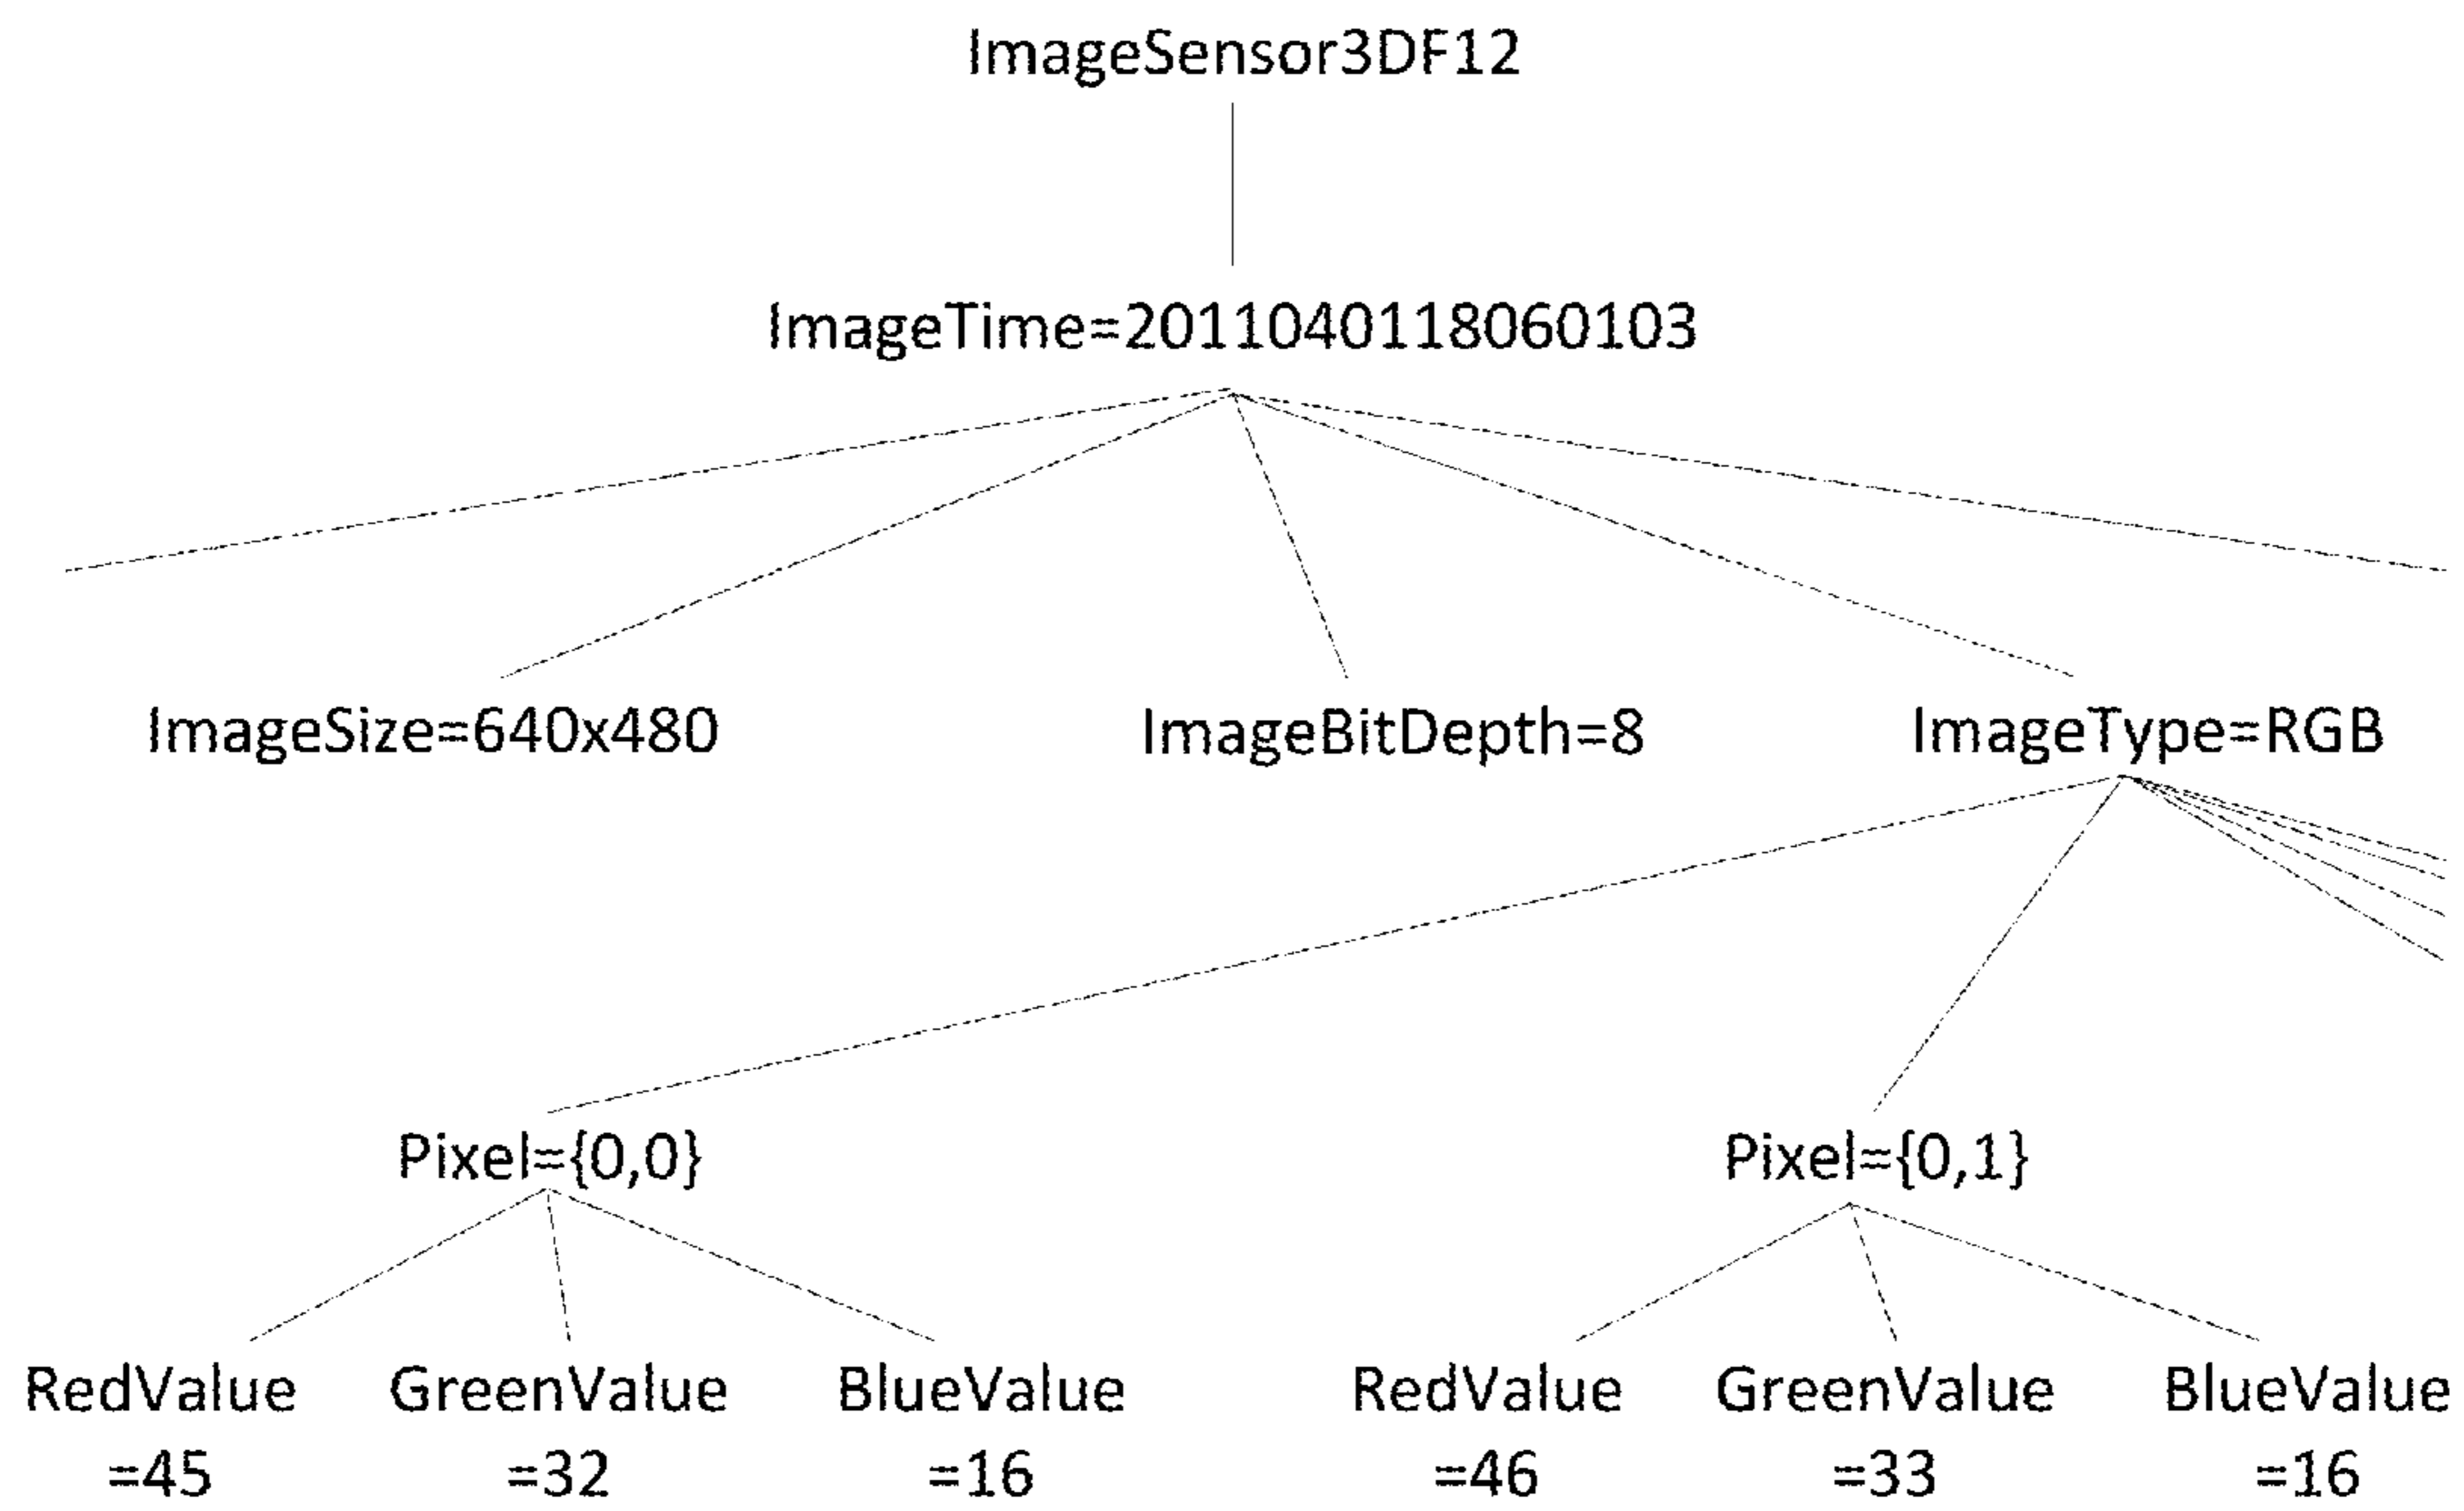 ImageSensor3DF12
ImageTime=2011040118060103
ImageSize=640x480 ImageBitDepth=8 ImageType=RGB
Pixel={0,0} Pixel={0,1}
RedValue GreenValue BlueValue RedValue GreenValue BlueValue
=45 =32 =16 =46 =33 =16